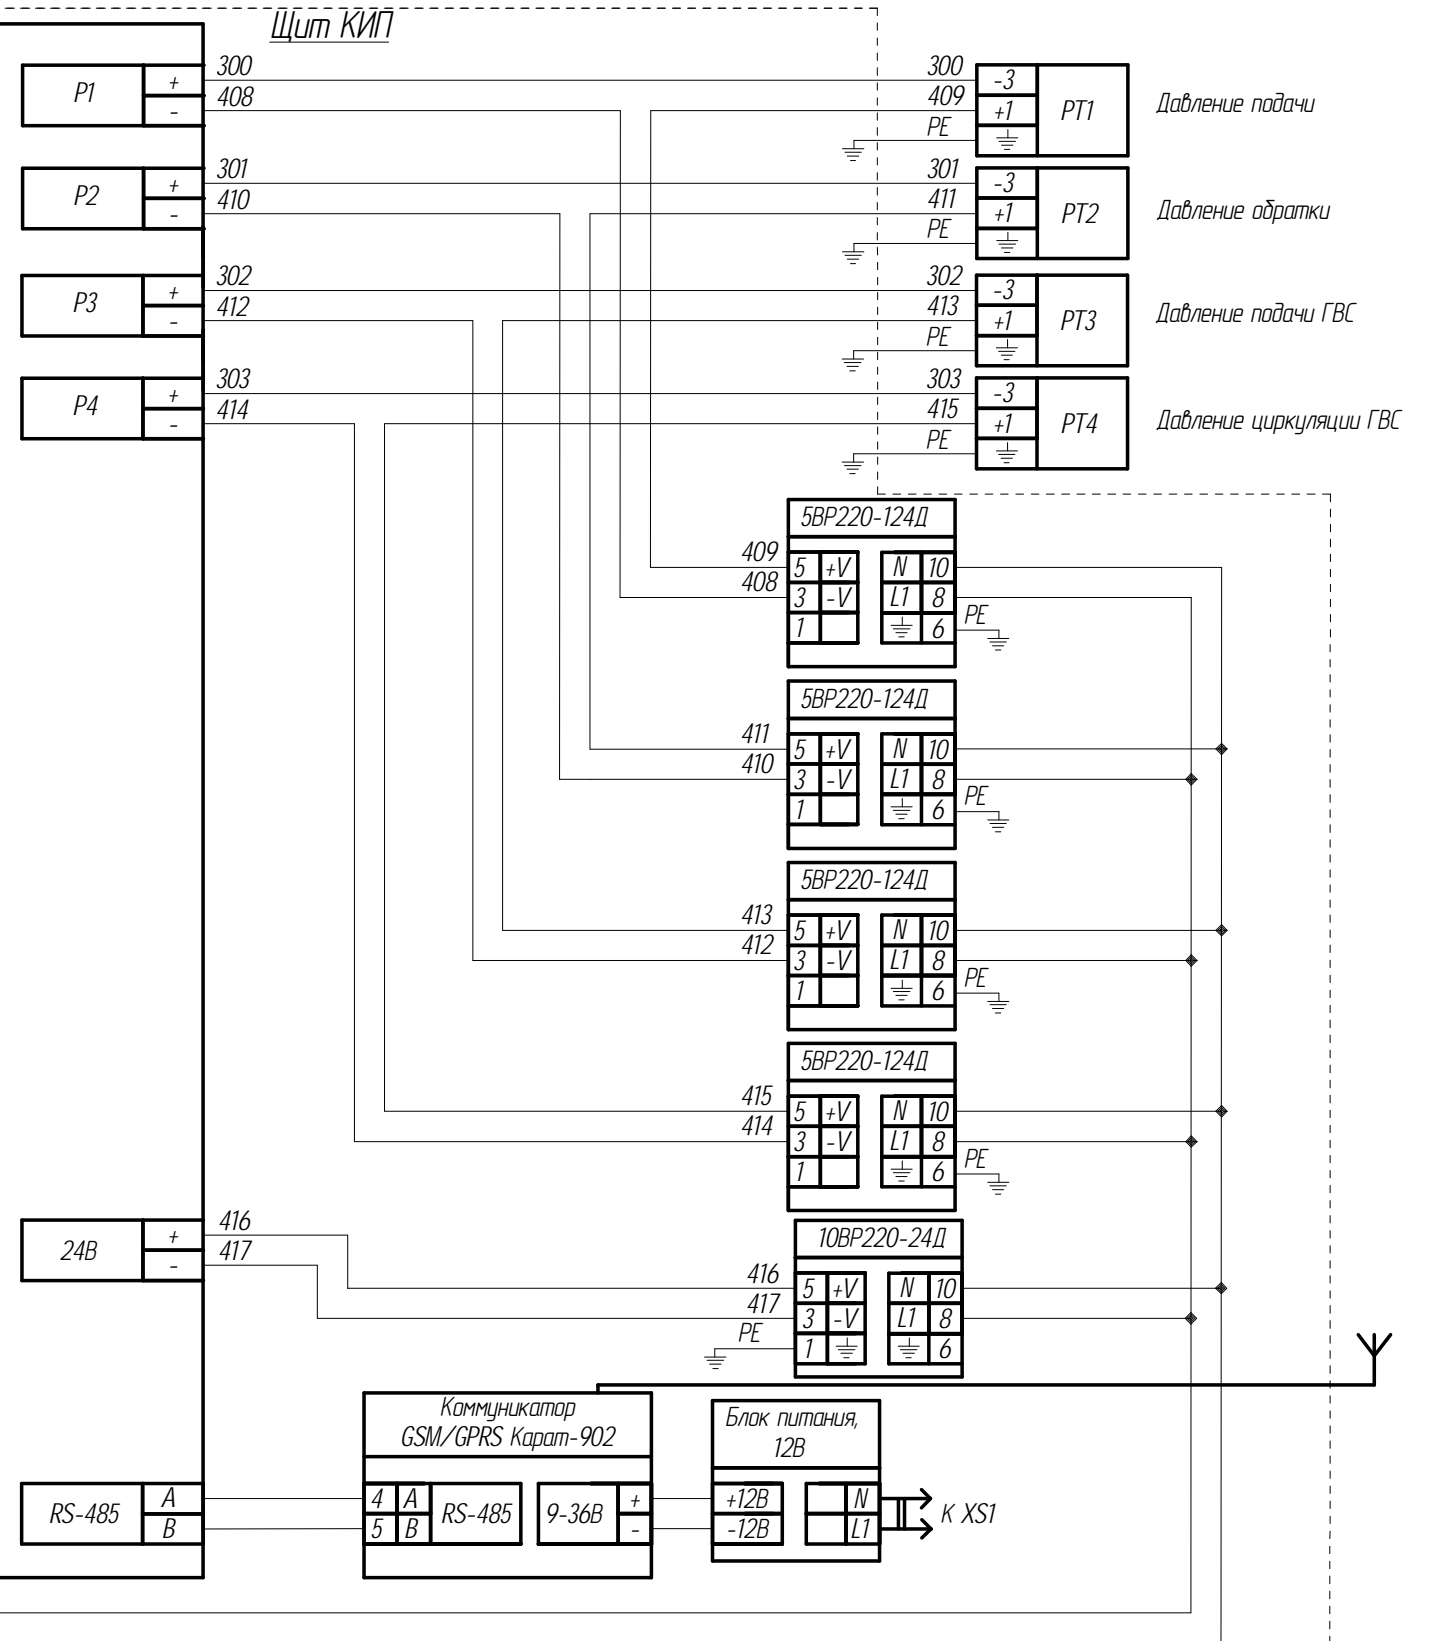 Щит КИП
P1
+
-
300
408
300
409
PE
-3
+1
PT1
Давление подачи
P2
+
-
301
410
301
411
PE
-3
+1
PT2
Давление обратки
P3
+
-
302
412
302
413
PE
-3
+1
PT3
Давление подачи ГВС
P4
+
-
303
414
303
415
PE
-3
+1
PT4
Давление циркуляции ГВС
5ВР220-124Д
409
408
5 +V
3 -V
1
N 10
L1 8
6
PE
5ВР220-124Д
411
410
5 +V
3 -V
1
N 10
L1 8
6
PE
5ВР220-124Д
413
412
5 +V
3 -V
1
N 10
L1 8
6
PE
5ВР220-124Д
415
414
5 +V
3 -V
1
N 10
L1 8
6
PE
24В
+
-
416
417
10ВР220-24Д
416
417
PE
5 +V
3 -V
1
N 10
L1 8
6
Коммуникатор
GSM/GPRS Карат-902
Блок питания,
12В
RS-485
A
B
4 A
5 B
RS-485
9-36В
+
-
+12В
-12В
N
L1
К XS1